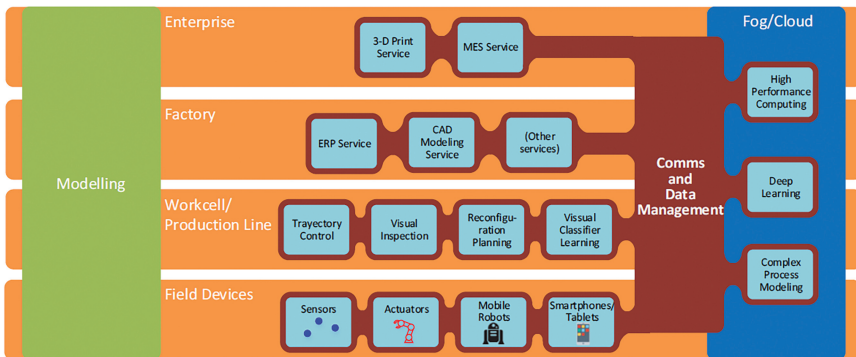 Enterprise
Fog/Cloud
3-D Print
Service
MES Service
High
Performance
Computing
Factory
ERP Service
CAD
Modeling
Service
(Other
services)
Comms
and
Data
Management
Modelling
Deep
Learning
Workcell/
Production Line
Trayectory
Control
Visual
Inspection
Reconfigu-
ration
Planning
Vissual
Classifier
Learning
Complex
Process
Modeling
Field Devices
Sensors
Actuators
Mobile
Robots
Smartphones/
Tablets